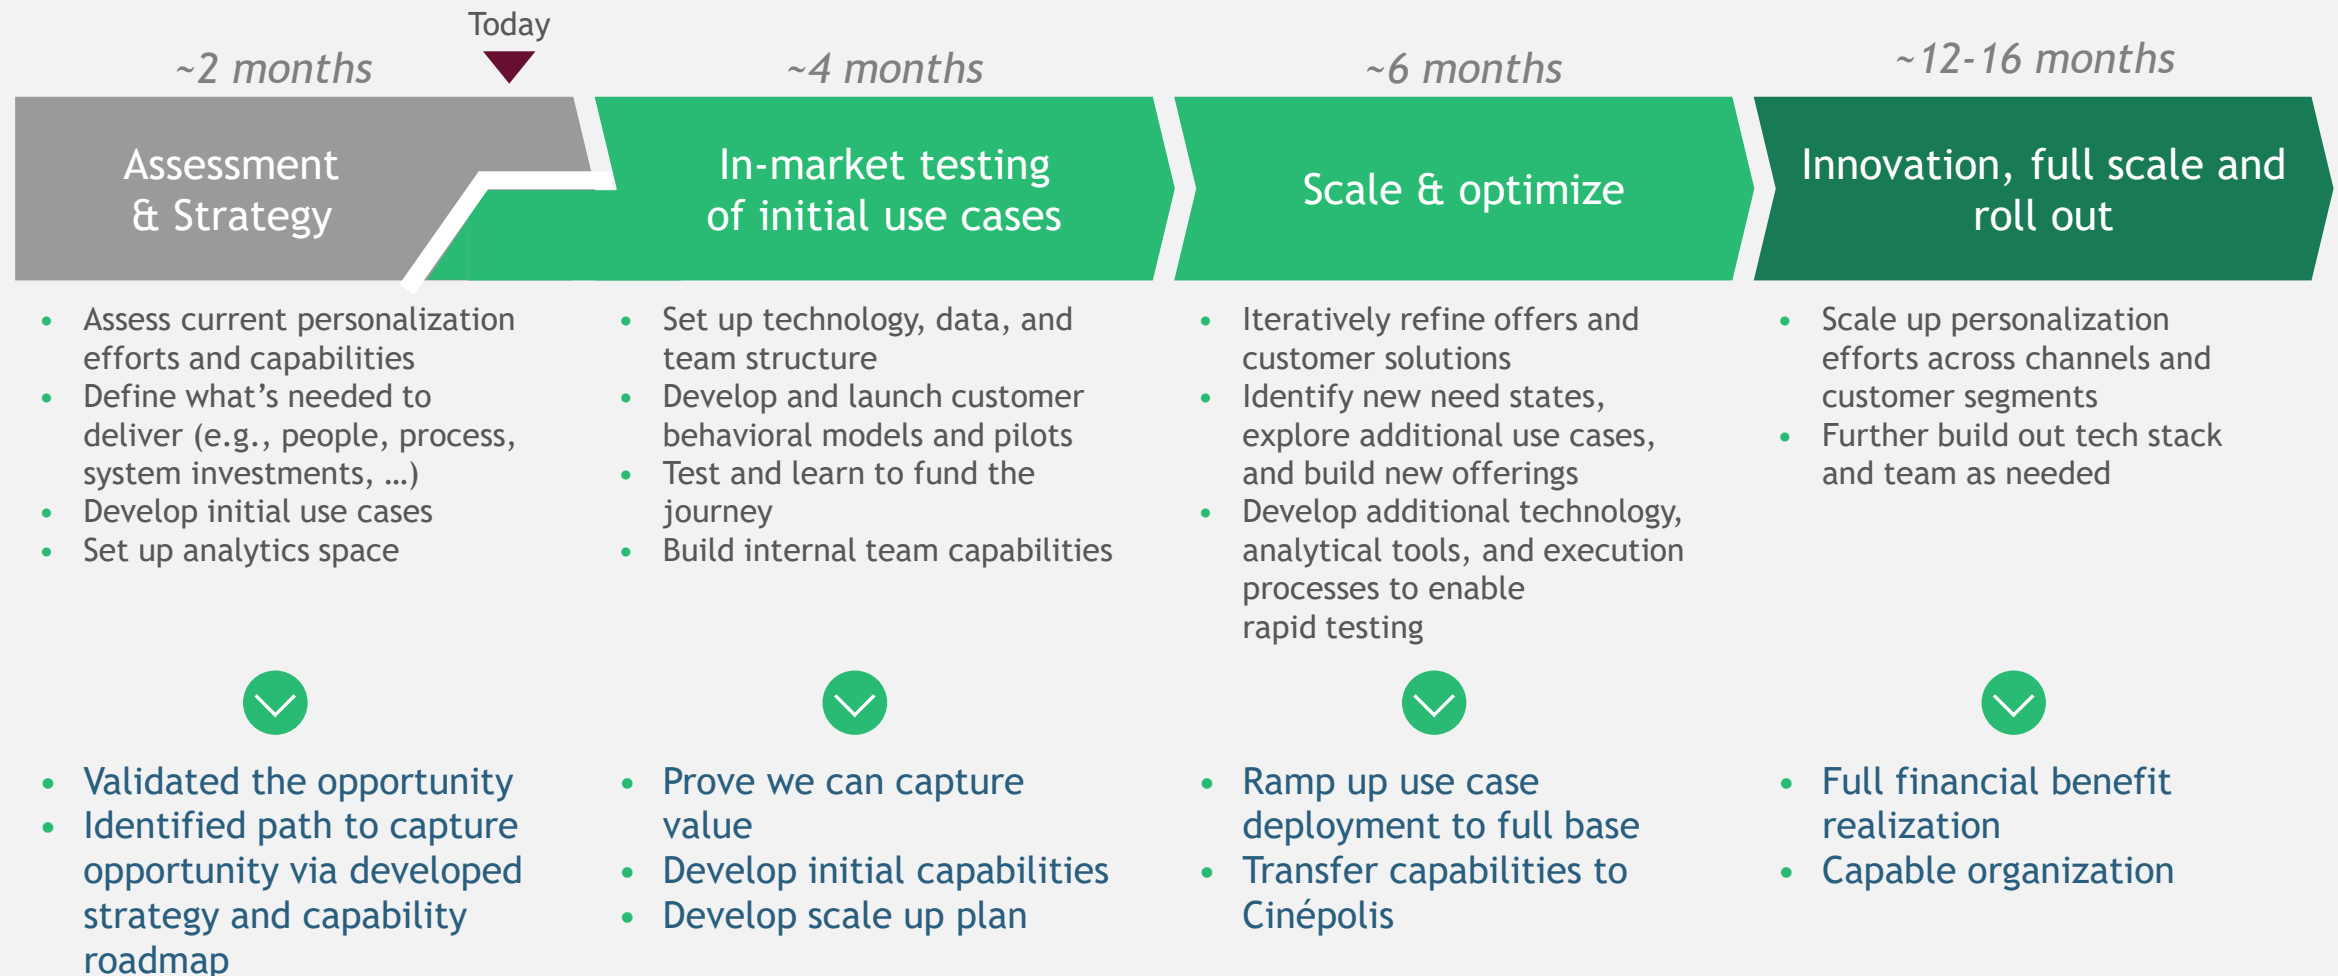 Today
~2 months
~4 months
~6 months
~12-16 months
Assessment
& Strategy
In-market testing
of initial use cases
Scale & optimize
Innovation, full scale and
roll out
• Assess current personalization
efforts and capabilities
• Define what's needed to
deliver (e.g., people, process,
system investments, …)
• Develop initial use cases
• Set up analytics space
• Set up technology, data, and
team structure
• Develop and launch customer
behavioral models and pilots
• Test and learn to fund the
journey
• Build internal team capabilities
• Iteratively refine offers and
customer solutions
• Identify new need states,
explore additional use cases,
and build new offerings
• Develop additional technology,
analytical tools, and execution
processes to enable
rapid testing
• Scale up personalization
efforts across channels and
customer segments
• Further build out tech stack
and team as needed
• Validated the opportunity
• Identified path to capture
opportunity via developed
strategy and capability
roadmap
• Prove we can capture
value
• Develop initial capabilities
• Develop scale up plan
• Ramp up use case
deployment to full base
• Transfer capabilities to
Cinépolis
• Full financial benefit
realization
• Capable organization